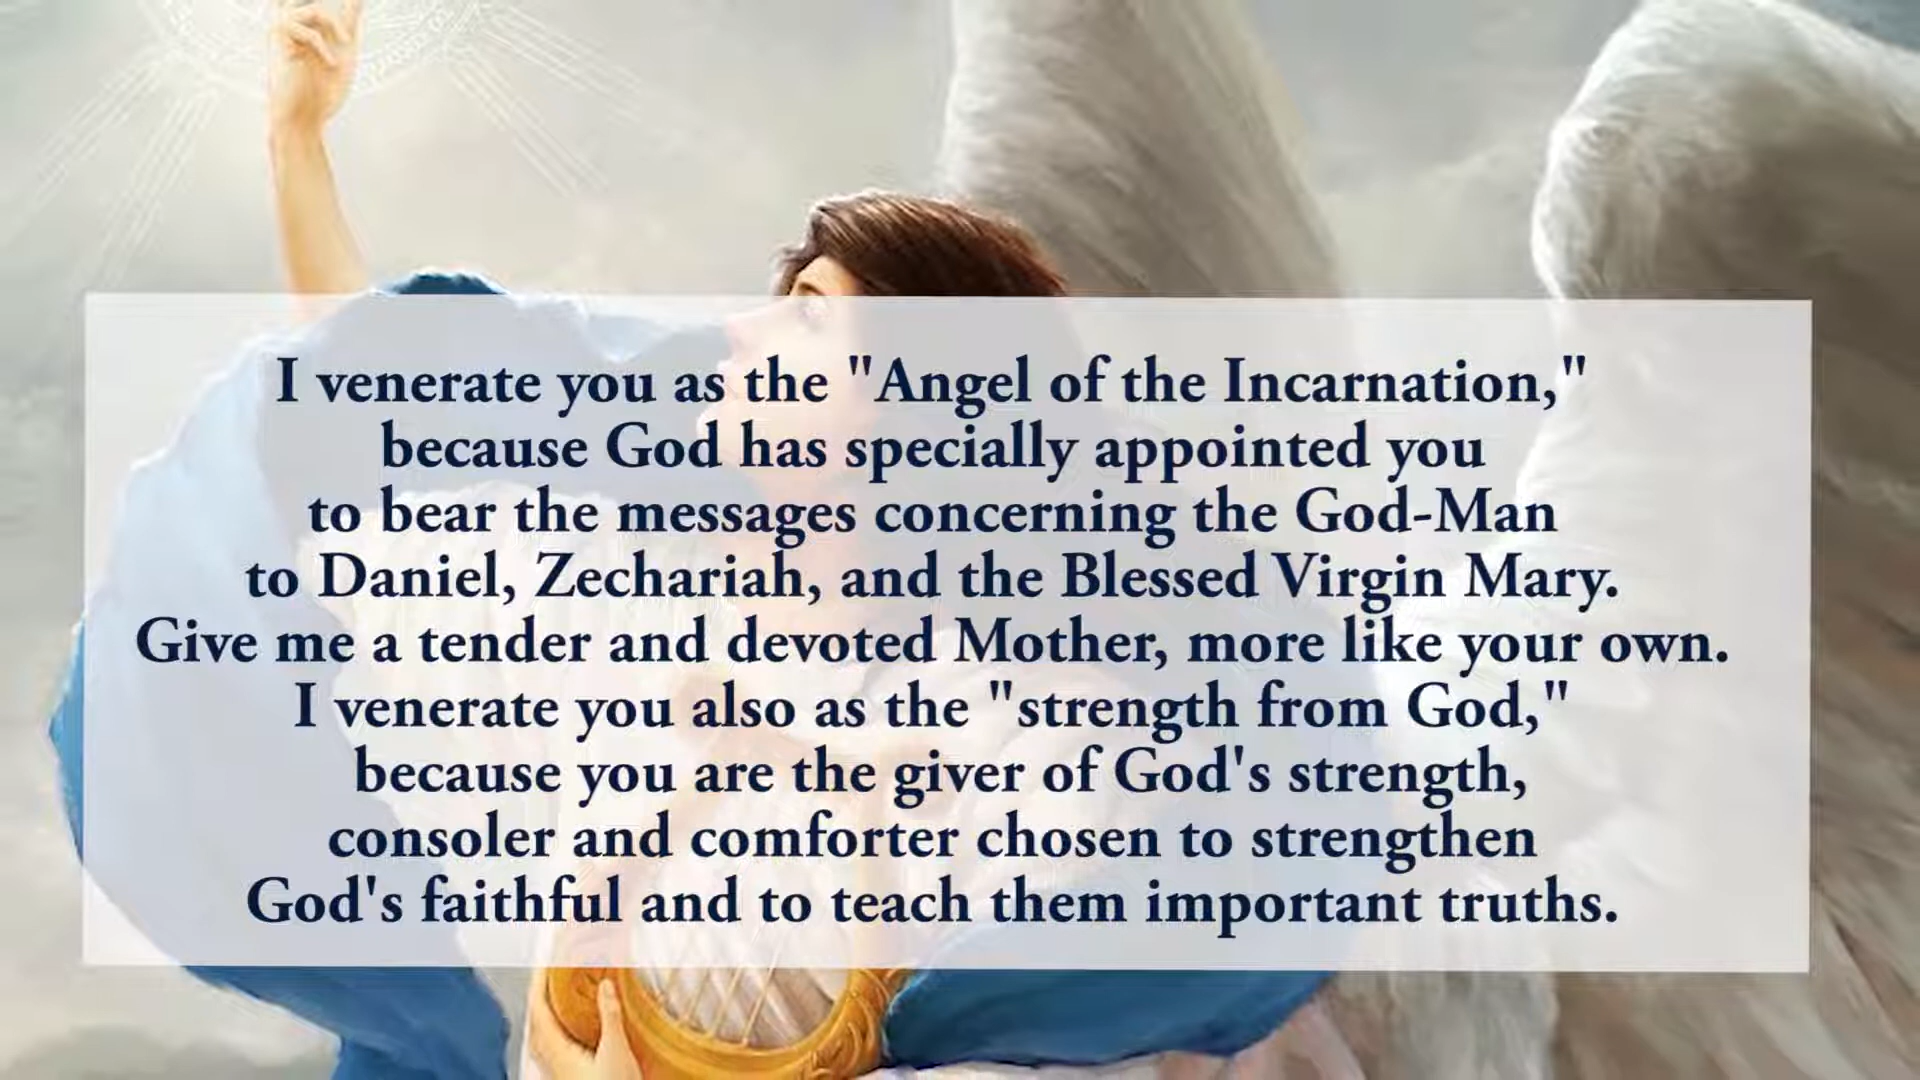 I venerate you as the "Angel of the Incarnation,"
because God has specially appointed you
to bear the messages concerning the God-Man
to Daniel, Zechariah, and the Blessed Virgin Mary.
Give me a tender and devoted Mother, more like your own.
I venerate you also as the "strength from God,"
because you are the giver of God's strength,
consoler and comforter chosen to strengthen
God's faithful and to teach them important truths.